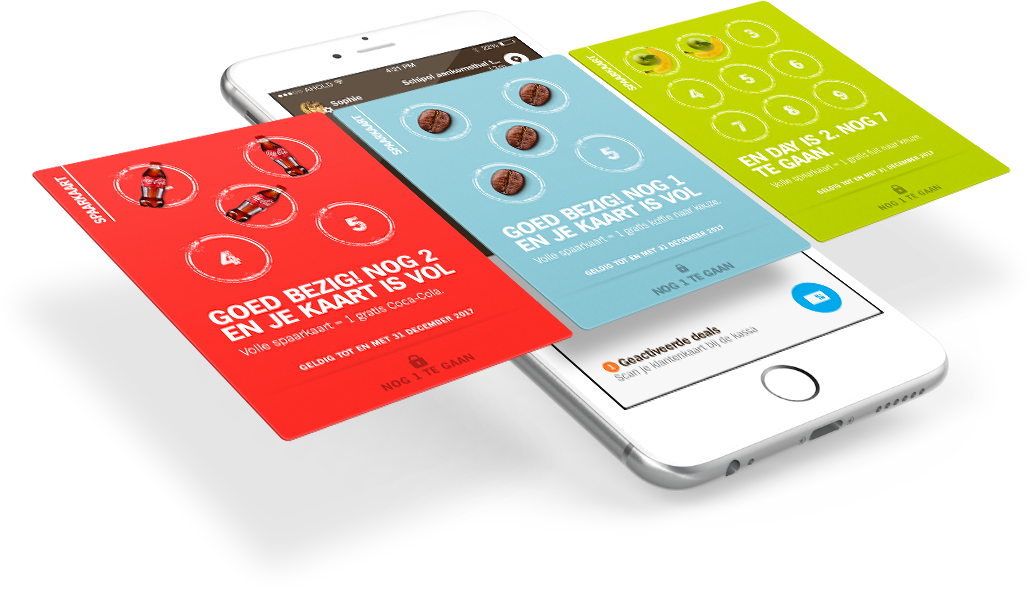 AHOLD
4:21 PM
22%
Sophie
Schipol aankomsthal
SPAARKAART
4
5
GOED BEZIG! NOG 2
EN JE KAART IS VOL
Volle spaarkaart = 1 gratis Coca-Cola.
GELDIG TOT EN MET 31 DECEMBER 2017
NOG 1 TE GAAN
SPAARKAART
5
GOED BEZIG! NOG 1
EN JE KAART IS VOL
Volle spaarkaart = 1 gratis koffie naar keuze.
GELDIG TOT EN MET 31 DECEMBER 2017
NOG 1 TE GAAN
SPAARKAART
3
4
5
6
7
8
9
EN DAY IS 2. NOG 7
TE GAAN.
Volle spaarkaart = 1 gratis fruit naar keuze.
GELDIG TOT EN MET 31 DECEMBER 2017
NOG 1 TE GAAN
1 Geactiveerde deals
Scan je klantenkaart bij de kassa